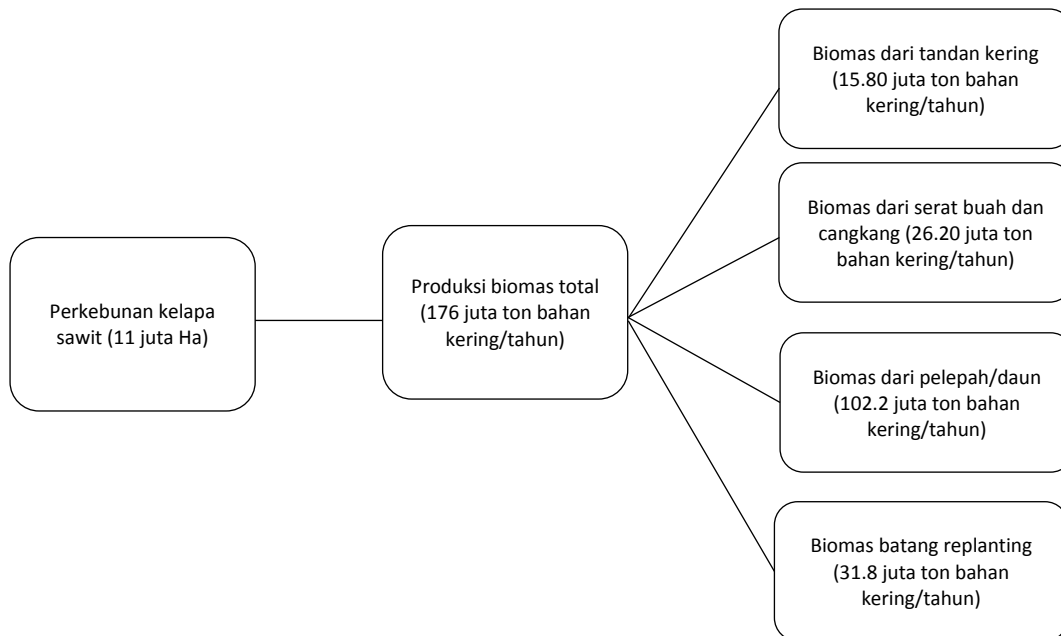 Perkebunan kelapa
sawit (11 juta Ha)
Produksi biomas total
(176 juta ton bahan
kering/tahun)
Biomas dari tandan kering
(15.80 juta ton bahan
kering/tahun)
Biomas dari serat buah dan
cangkang (26.20 juta ton
bahan kering/tahun)
Biomas dari pelepah/daun
(102.2 juta ton bahan
kering/tahun)
Biomas batang replanting
(31.8 juta ton bahan
kering/tahun)